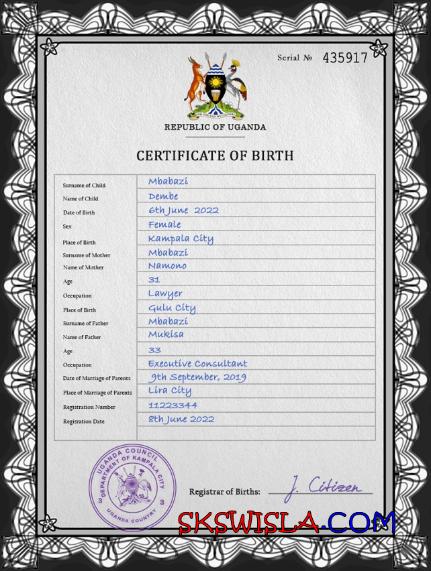 Serial № 435917
REPUBLIC OF UGANDA
CERTIFICATE OF BIRTH
Surname of Child Mbabazi
Name of Child Dembe
Date of Birth 6th June 2022
Sex Female
Place of Birth Kampala City
Surname of Mother Mbabazi
Name of Mother Namono
Age 31
Occupation Lawyer
Place of Birth Gulu City
Surname of Father Mbabazi
Name of Father Mukisa
Age 33
Occupation Executive Consultant
Date of Marriage of Parents 9th September, 2019
Place of Marriage of Parents Lira City
Registration Number 11223344
Registration Date 8th June 2022
UGANDA COUNCIL
DEPARTMENT OF KAMPALA CITY
UGANDA COUNTRY
Registrar of Births: J. Citizen
SKSWISLA.COM